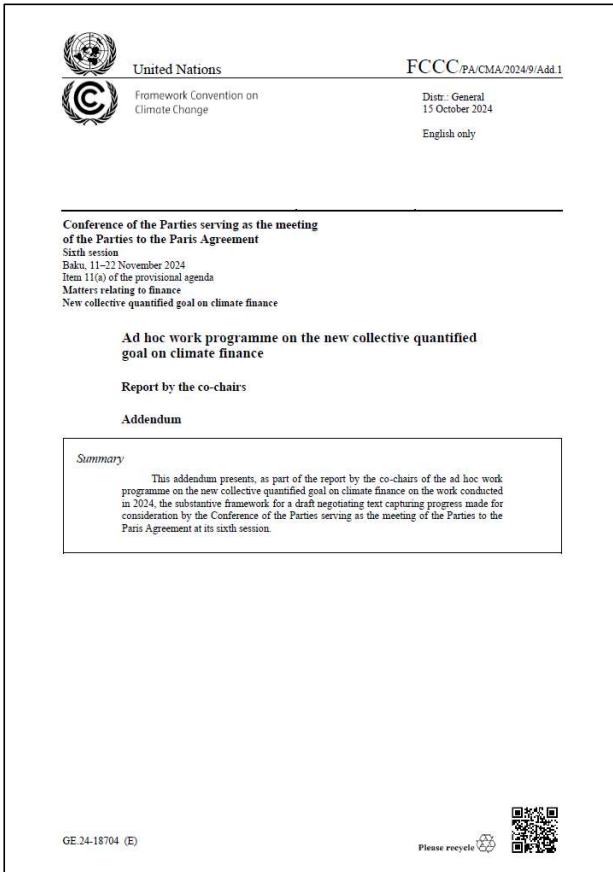 United Nations
FCCC/PA/CMA/2024/9/Add.1
Framework Convention on
Climate Change
Distr.: General
15 October 2024
English only
Conference of the Parties serving as the meeting
of the Parties to the Paris Agreement
Sixth session
Baku, 11–22 November 2024
Item 11(a) of the provisional agenda
Matters relating to finance
New collective quantified goal on climate finance
Ad hoc work programme on the new collective quantified
goal on climate finance
Report by the co-chairs
Addendum
Summary
This addendum presents, as part of the report by the co-chairs of the ad hoc work
programme on the new collective quantified goal on climate finance on the work conducted
in 2024, the substantive framework for a draft negotiating text capturing progress made for
consideration by the Conference of the Parties serving as the meeting of the Parties to the
Paris Agreement at its sixth session.
GE.24-18704 (E)
Please recycle